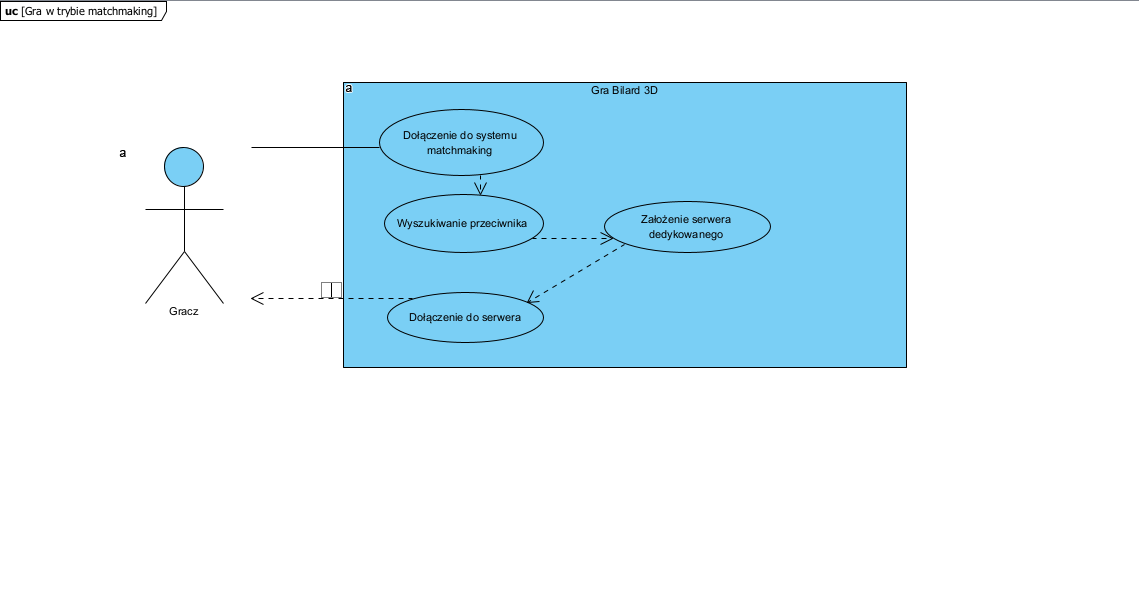 uc [Gra w trybie matchmaking]
a
Gra Bilard 3D
Dołączenie do systemu
matchmaking
a
Wyszukiwanie przeciwnika
Założenie serwera
dedykowanego
Gracz
Dołączenie do serwera